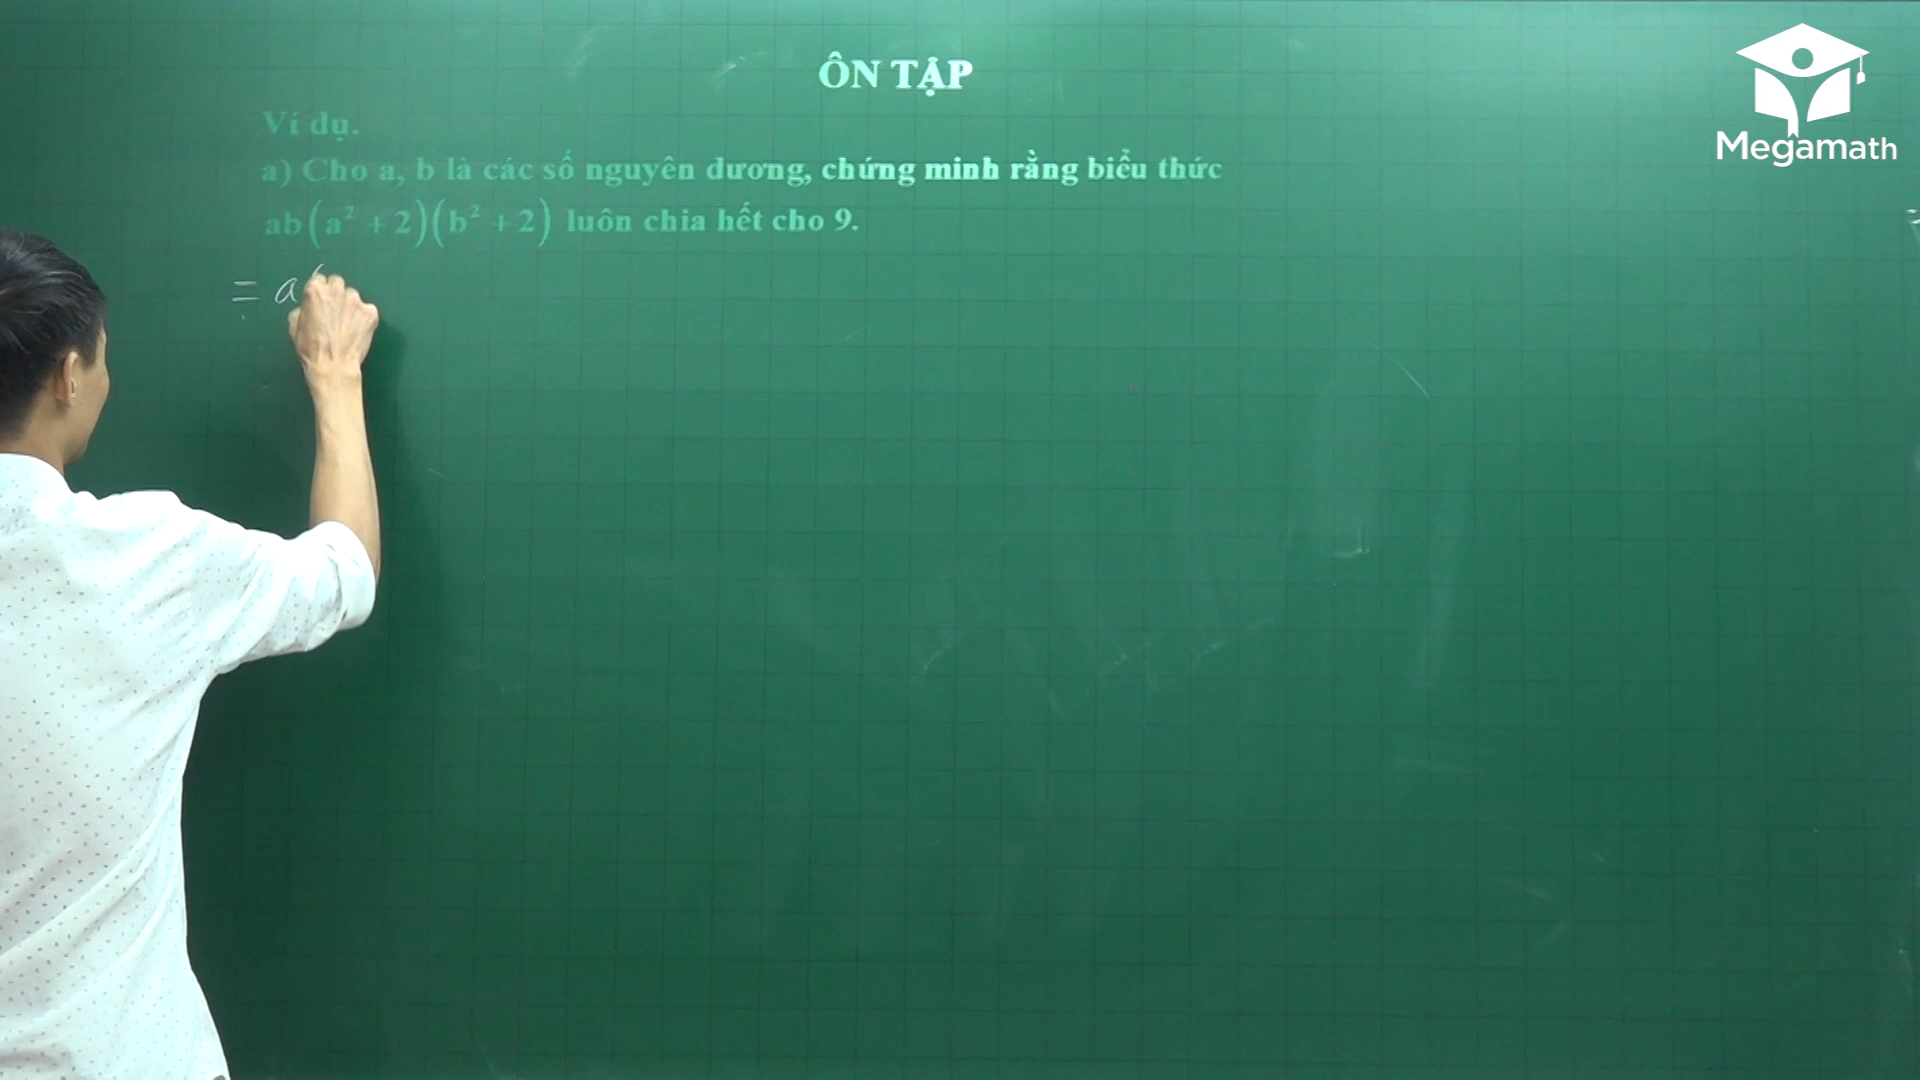 ÔN TẬP
Megamath
Ví dụ.
a) Cho a, b là các số nguyên dương, chứng minh rằng biểu thức
ab(a² + 2)(b² + 2) luôn chia hết cho 9.
= a (